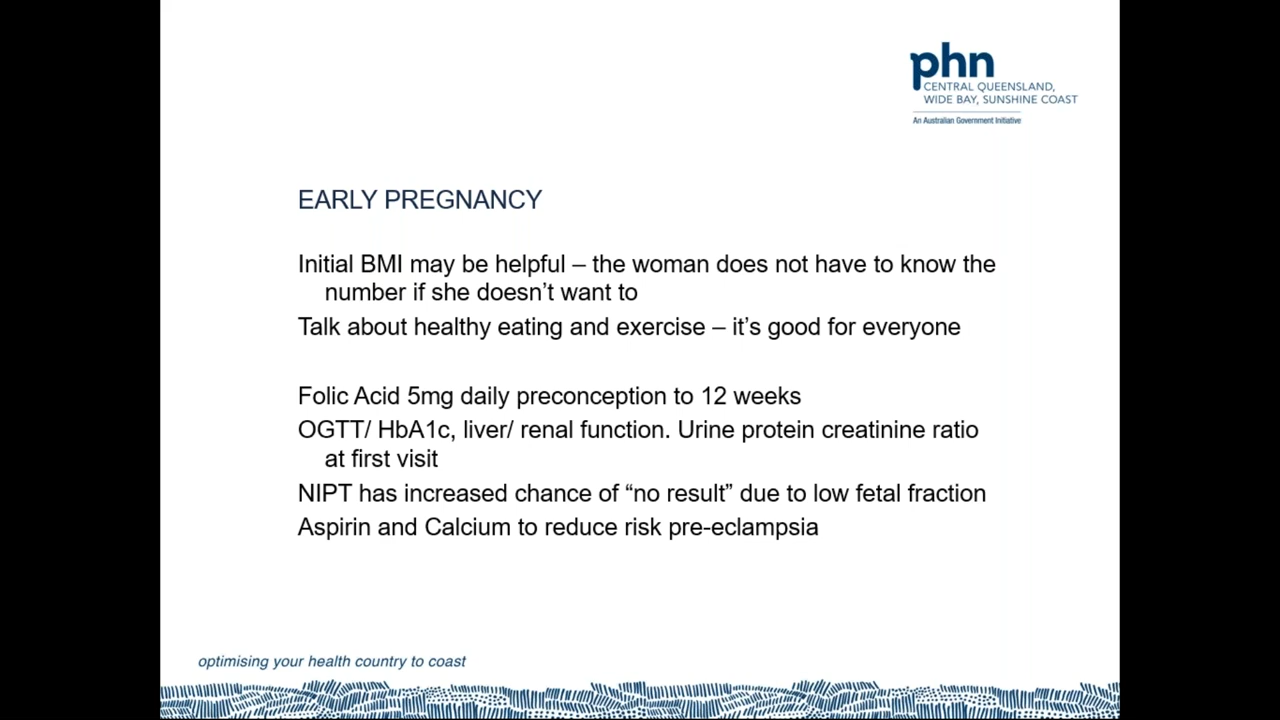 phn
CENTRAL QUEENSLAND,
WIDE BAY, SUNSHINE COAST
An Australian Government Initiative
EARLY PREGNANCY
Initial BMI may be helpful – the woman does not have to know the
number if she doesn’t want to
Talk about healthy eating and exercise – it’s good for everyone
Folic Acid 5mg daily preconception to 12 weeks
OGTT/ HbA1c, liver/ renal function. Urine protein creatinine ratio
at first visit
NIPT has increased chance of “no result” due to low fetal fraction
Aspirin and Calcium to reduce risk pre-eclampsia
optimising your health country to coast